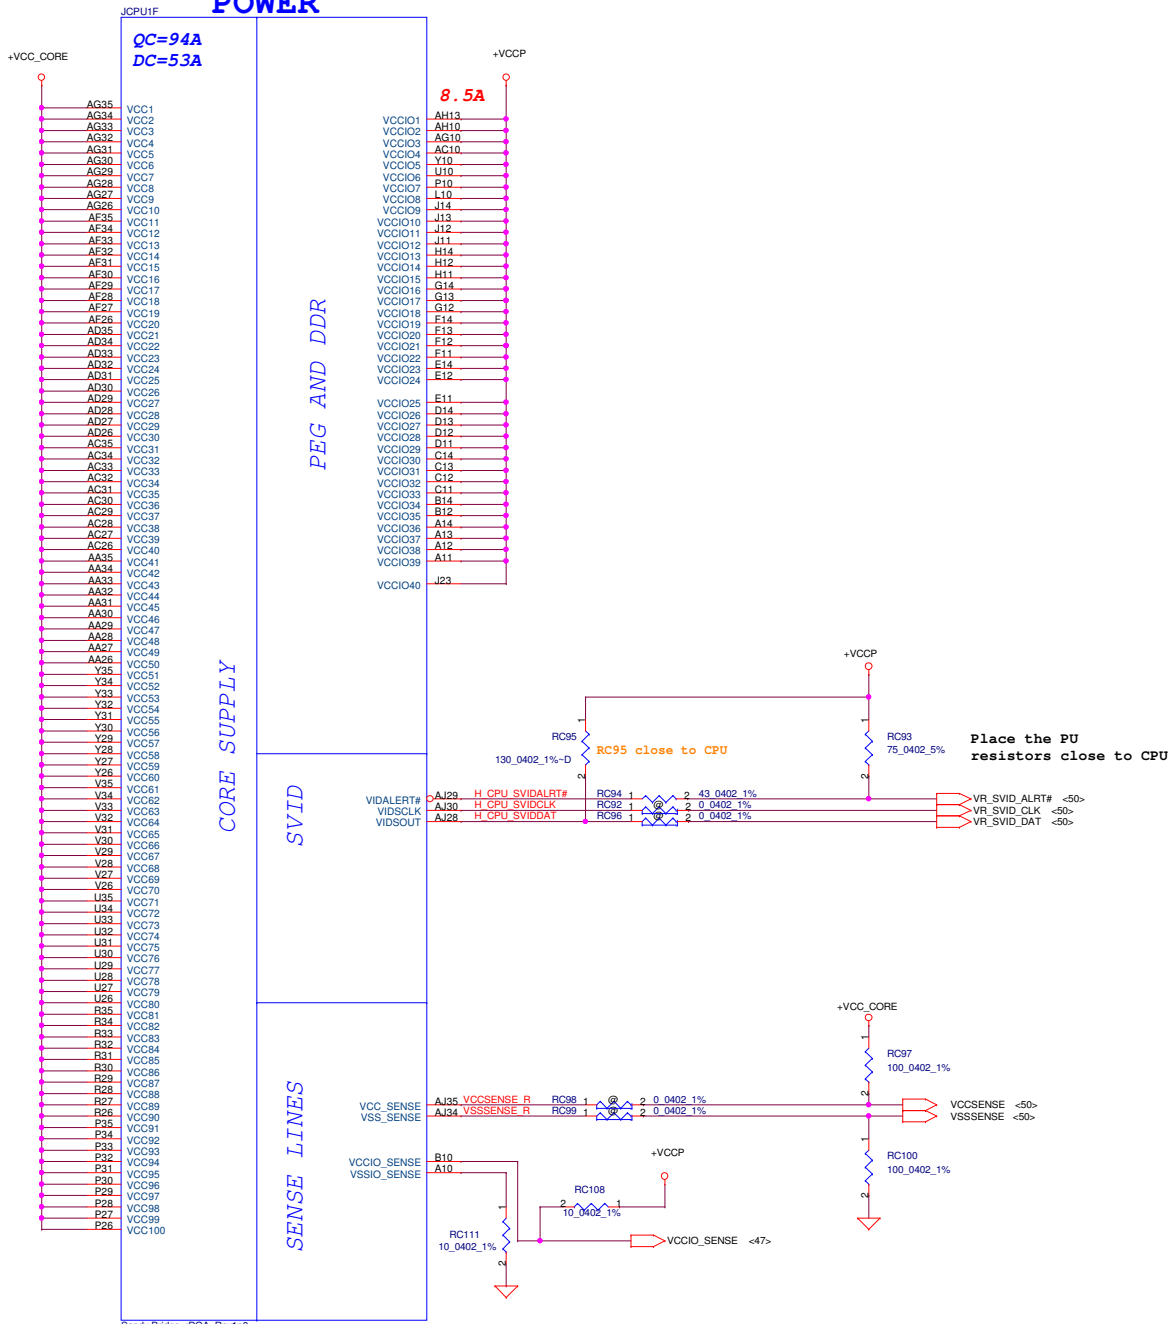 POWER
JCPU1F
QC=94A
DC=53A
+VCC_CORE
+VCCP
8.5A
AG35 VCC1
AG34 VCC2
AG33 VCC3
AG32 VCC4
AG31 VCC5
AG30 VCC6
AG29 VCC7
AG28 VCC8
AG27 VCC9
AG26 VCC10
AF35 VCC11
AF34 VCC12
AF33 VCC13
AF32 VCC14
AF31 VCC15
AF30 VCC16
AF29 VCC17
AF28 VCC18
AF27 VCC19
AF26 VCC20
AD35 VCC21
AD34 VCC22
AD33 VCC23
AD32 VCC24
AD31 VCC25
AD30 VCC26
AD29 VCC27
AD28 VCC28
AD27 VCC29
AD26 VCC30
AC35 VCC31
AC34 VCC32
AC33 VCC33
AC32 VCC34
AC31 VCC35
AC30 VCC36
AC29 VCC37
AC28 VCC38
AC27 VCC39
AC26 VCC40
AA35 VCC41
AA34 VCC42
AA33 VCC43
AA32 VCC44
AA31 VCC45
AA30 VCC46
AA29 VCC47
AA28 VCC48
AA27 VCC49
AA26 VCC50
Y35 VCC51
Y34 VCC52
Y33 VCC53
Y32 VCC54
Y31 VCC55
Y30 VCC56
Y29 VCC57
Y28 VCC58
Y27 VCC59
Y26 VCC60
V35 VCC61
V34 VCC62
V33 VCC63
V32 VCC64
V31 VCC65
V30 VCC66
V29 VCC67
V28 VCC68
V27 VCC69
V26 VCC70
U35 VCC71
U34 VCC72
U33 VCC73
U32 VCC74
U31 VCC75
U30 VCC76
U29 VCC77
U28 VCC78
U27 VCC79
U26 VCC80
R35 VCC81
R34 VCC82
R33 VCC83
R32 VCC84
R31 VCC85
R30 VCC86
R29 VCC87
R28 VCC88
R27 VCC89
R26 VCC90
P35 VCC91
P34 VCC92
P33 VCC93
P32 VCC94
P31 VCC95
P30 VCC96
P29 VCC97
P28 VCC98
P27 VCC99
P26 VCC100
CORE SUPPLY
PEG AND DDR
SVID
SENSE LINES
VCCIO1 AH13
VCCIO2 AH10
VCCIO3 AG10
VCCIO4 AC10
VCCIO5 Y10
VCCIO6 U10
VCCIO7 P10
VCCIO8 L10
VCCIO9 J14
VCCIO10 J13
VCCIO11 J12
VCCIO12 J11
VCCIO13 H14
VCCIO14 H12
VCCIO15 H11
VCCIO16 G14
VCCIO17 G13
VCCIO18 G12
VCCIO19 F14
VCCIO20 F13
VCCIO21 F12
VCCIO22 F11
VCCIO23 E14
VCCIO24 E12
VCCIO25 E11
VCCIO26 D14
VCCIO27 D13
VCCIO28 D12
VCCIO29 D11
VCCIO30 C14
VCCIO31 C13
VCCIO32 C12
VCCIO33 C11
VCCIO34 B14
VCCIO35 B12
VCCIO36 A14
VCCIO37 A13
VCCIO38 A12
VCCIO39 A11
VCCIO40 J23
+VCCP
1 1
RC95 RC93
130_0402_1%~D RC95 close to CPU 75_0402_5%
Place the PU
resistors close to CPU
2 2
VIDALERT# AJ29 H_CPU_SVIDALRT# RC94 1 2 43_0402_1% VR_SVID_ALRT# <50>
VIDSCLK AJ30 H_CPU_SVIDCLK RC92 1 @ 2 0_0402_1% VR_SVID_CLK <50>
VIDSOUT AJ28 H_CPU_SVIDDAT RC96 1 @ 2 0_0402_1% VR_SVID_DAT <50>
+VCC_CORE
1
RC97
100_0402_1%
2
VCC_SENSE AJ35 VCCSENSE_R RC98 1 @ 2 0_0402_1% VCCSENSE <50>
VSS_SENSE AJ34 VSSSENSE_R RC99 1 @ 2 0_0402_1% VSSSENSE <50>
1
RC100
100_0402_1%
2
VCCIO_SENSE B10
VSSIO_SENSE A10
+VCCP
RC108
2 1
10_0402_1%
1
RC111
10_0402_1%
2
VCCIO_SENSE <47>